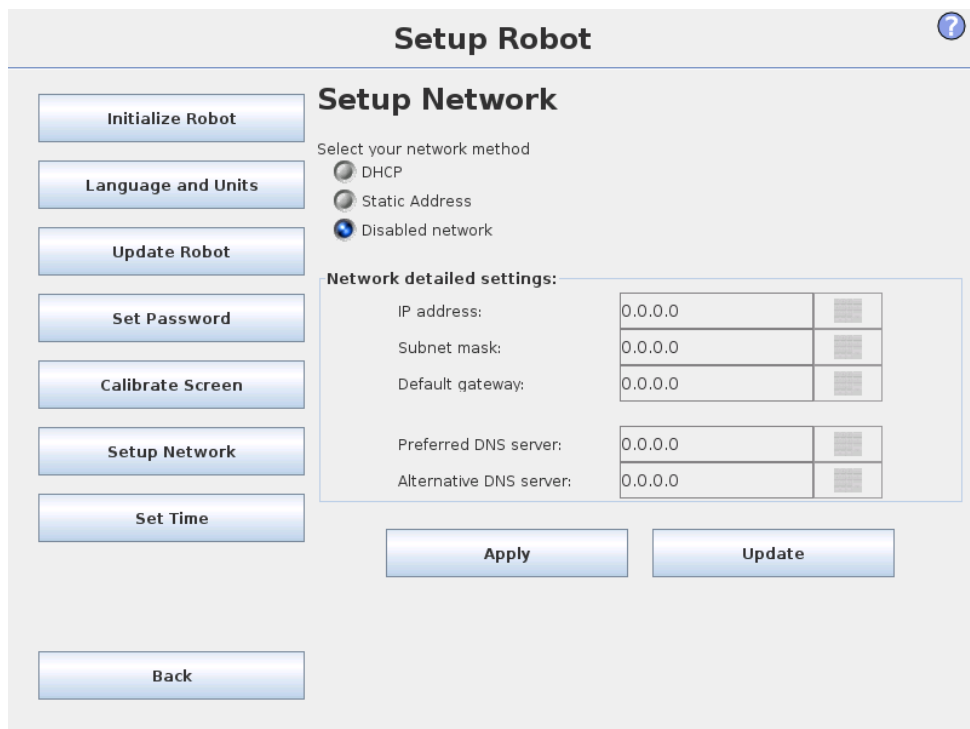 Setup Robot
?
Initialize Robot
Language and Units
Update Robot
Set Password
Calibrate Screen
Setup Network
Set Time
Back
Setup Network
Select your network method
DHCP
Static Address
Disabled network
Network detailed settings:
IP address: 0.0.0.0
Subnet mask: 0.0.0.0
Default gateway: 0.0.0.0
Preferred DNS server: 0.0.0.0
Alternative DNS server: 0.0.0.0
Apply Update